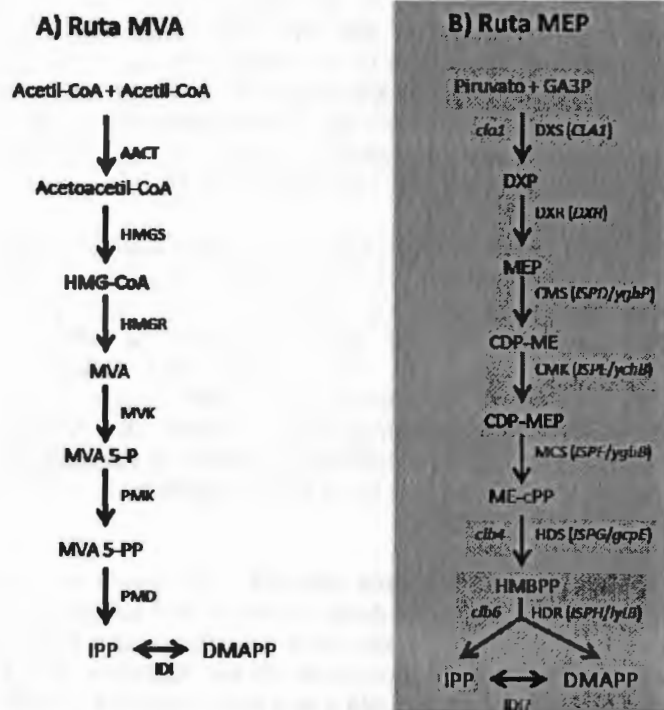 A) Ruta MVA
Acetil-CoA + Acetil-CoA
AACT
Acetoacetil-CoA
HMGS
HMG-CoA
HMGR
MVA
MVK
MVA 5-P
PMK
MVA 5-PP
PMD
IPP
DMAPP
IDI
B) Ruta MEP
Piruvato + GA3P
cla1
DXS (CLA1)
DXP
DXR (DXR)
MEP
CMS (ISPD/ygbP)
CDP-ME
CMK (ISPE/ychB)
CDP-MEP
MCS (ISPF/ygbB)
ME-cPP
clb4
HDS (ISPG/gcpE)
HMBPP
clb6
HDR (ISPH/lytB)
IPP
DMAPP